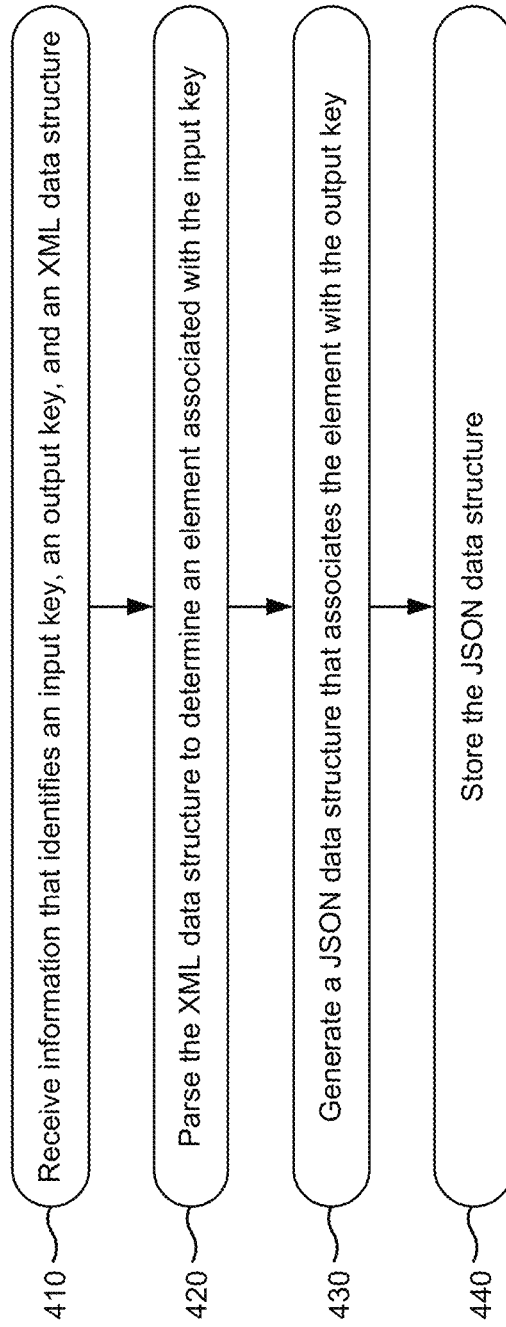 410
Receive information that identifies an input key, an output key, and an XML data structure
420
Parse the XML data structure to determine an element associated with the input key
430
Generate a JSON data structure that associates the element with the output key
440
Store the JSON data structure